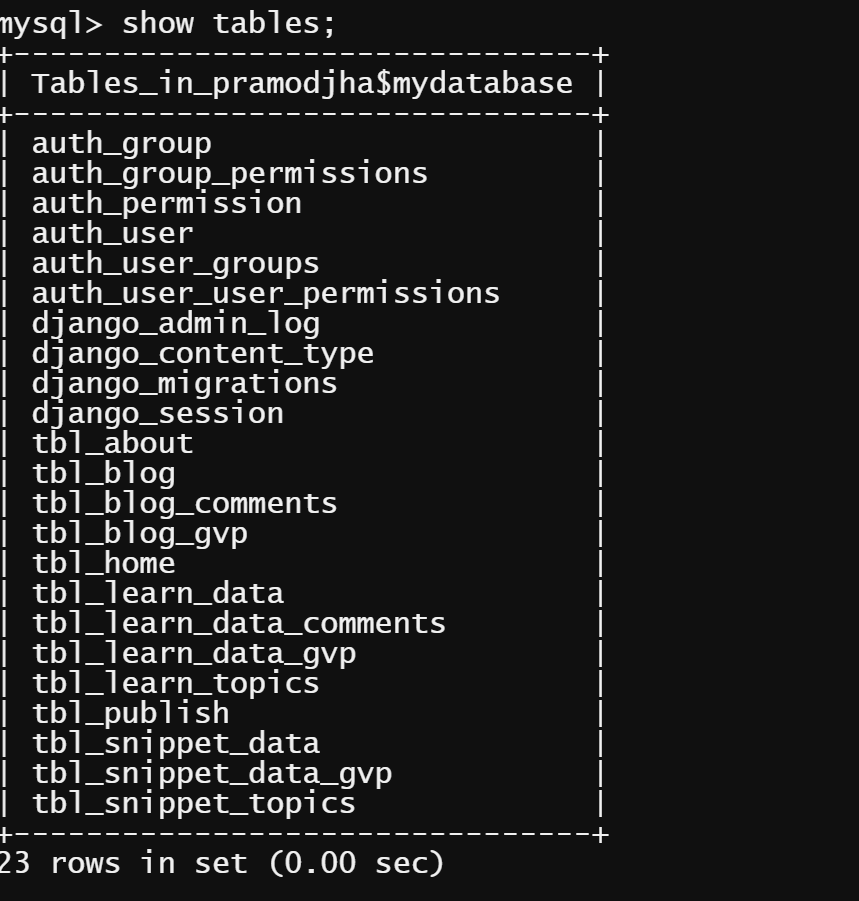 mysql> show tables;
+--------------------------------+
| Tables_in_pramodjha$mydatabase |
+--------------------------------+
| auth_group                     |
| auth_group_permissions         |
| auth_permission                |
| auth_user                      |
| auth_user_groups               |
| auth_user_user_permissions     |
| django_admin_log               |
| django_content_type            |
| django_migrations              |
| django_session                 |
| tbl_about                      |
| tbl_blog                       |
| tbl_blog_comments              |
| tbl_blog_gvp                   |
| tbl_home                       |
| tbl_learn_data                 |
| tbl_learn_data_comments        |
| tbl_learn_data_gvp             |
| tbl_learn_topics               |
| tbl_publish                    |
| tbl_snippet_data               |
| tbl_snippet_data_gvp           |
| tbl_snippet_topics             |
+--------------------------------+
23 rows in set (0.00 sec)